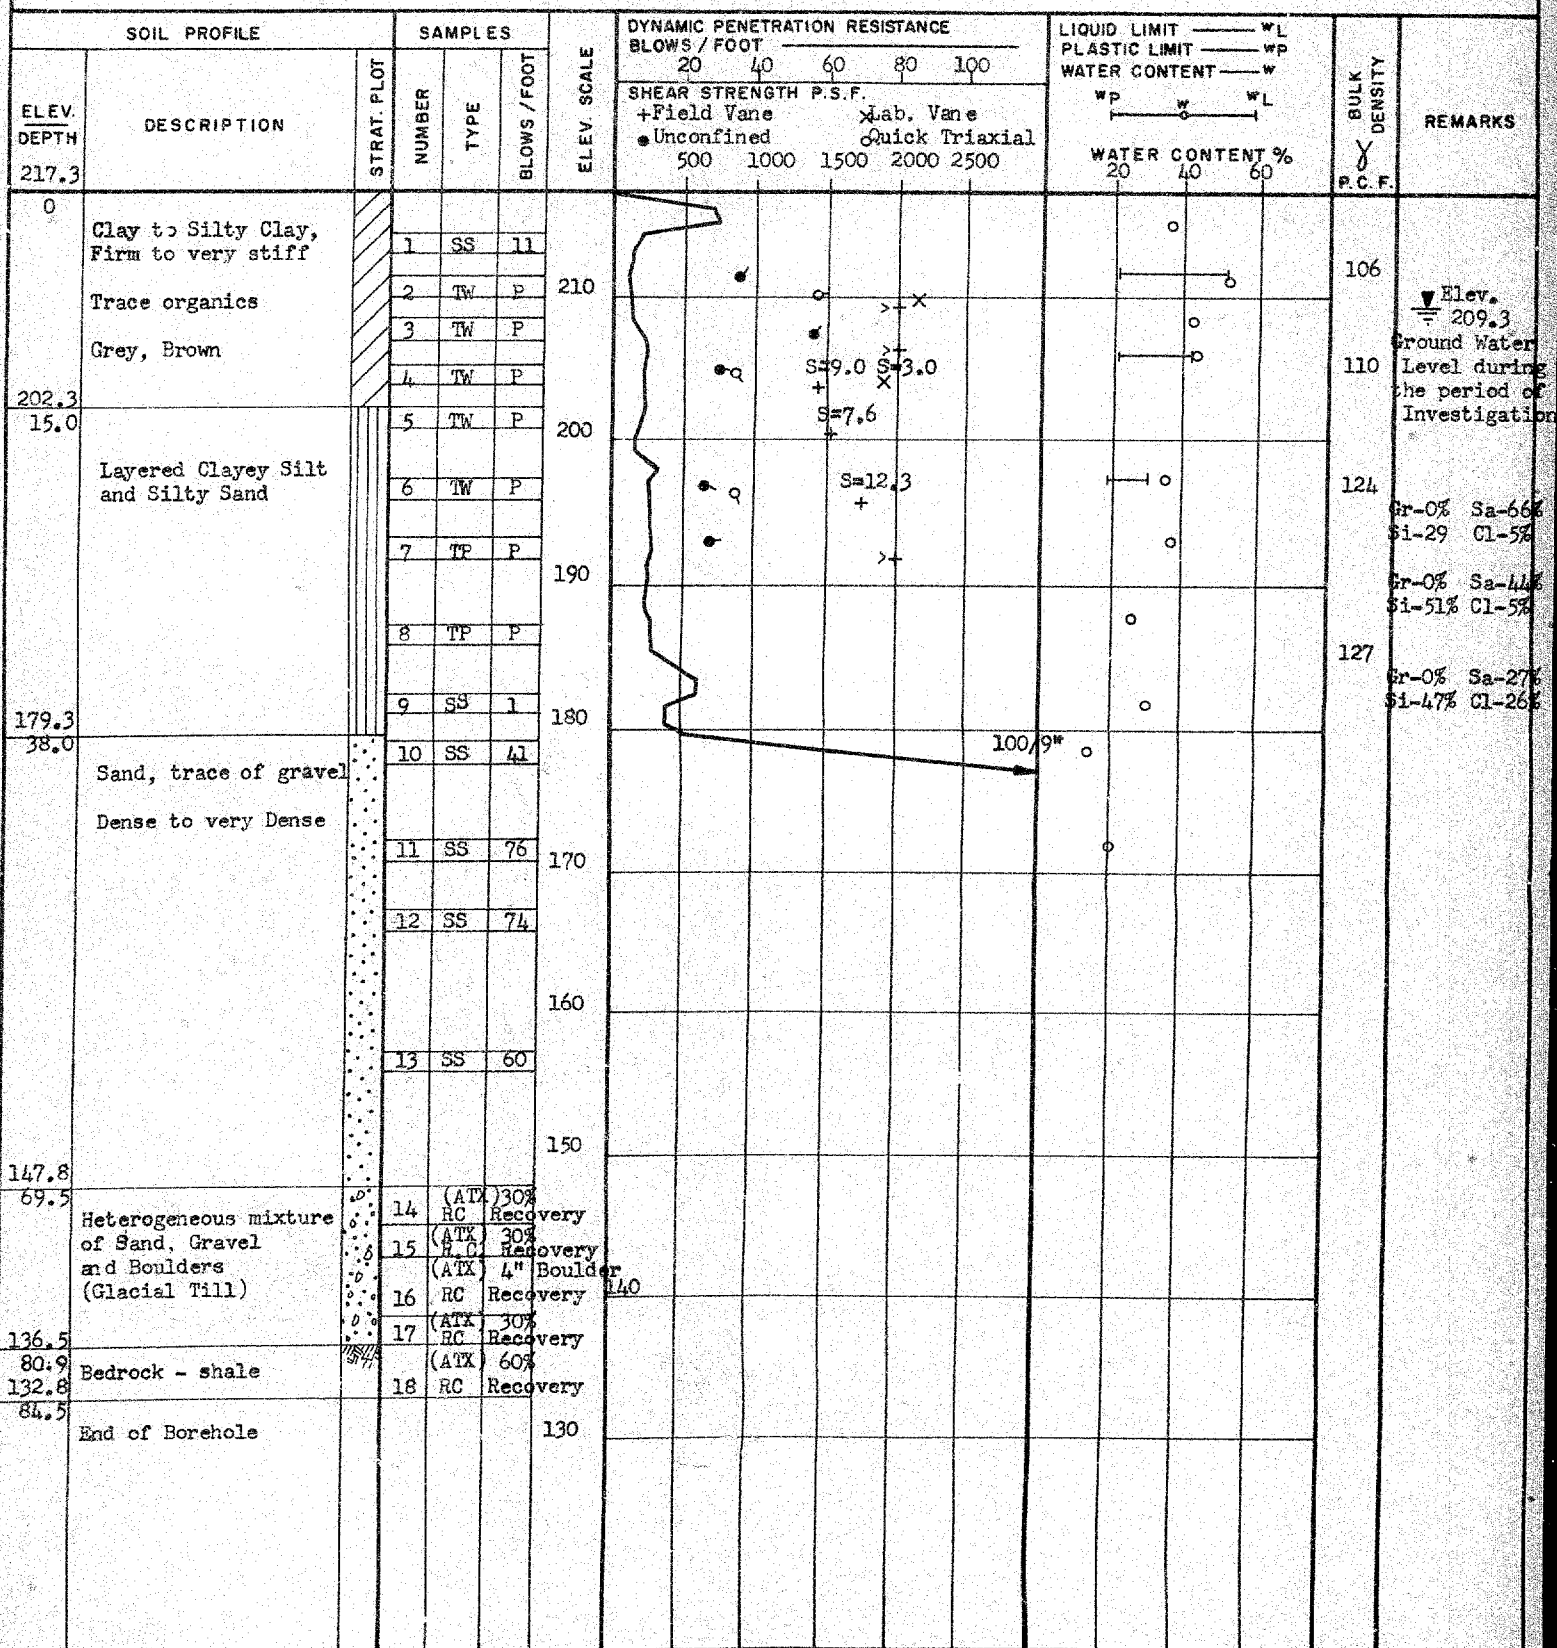 SOIL PROFILE
SAMPLES
ELEV. SCALE
DYNAMIC PENETRATION RESISTANCE
BLOWS / FOOT
20 40 60 80 100
SHEAR STRENGTH P.S.F.
+Field Vane ×Lab. Vane
●Unconfined oQuick Triaxial
500 1000 1500 2000 2500
LIQUID LIMIT —— wL
PLASTIC LIMIT —— wP
WATER CONTENT —— w
wP w wL
WATER CONTENT %
20 40 60
BULK DENSITY
γ
P.C.F.
REMARKS
ELEV.
DEPTH
DESCRIPTION
STRAT. PLOT
NUMBER
TYPE
BLOWS / FOOT
217.3
0
Clay to Silty Clay,
Firm to very stiff
Trace organics
Grey, Brown
202.3
15.0
Layered Clayey Silt
and Silty Sand
179.3
38.0
Sand, trace of gravel
Dense to very Dense
147.8
69.5
Heterogeneous mixture
of Sand, Gravel
and Boulders
(Glacial Till)
136.5
80.9
Bedrock - shale
132.8
84.5
End of Borehole
1 SS 11
2 TW P
3 TW P
4 TW P
5 TW P
6 TW P
7 TP P
8 TP P
9 SS 1
10 SS 41
11 SS 76
12 SS 74
13 SS 60
14 (ATX) 30%
RC Recovery
15 (ATX) 30%
R.C. Recovery
(ATX) 4" Boulder
16 RC Recovery
17 (ATX) 30%
RC Recovery
(ATX) 60%
18 RC Recovery
210
200
190
180
170
160
150
140
130
S=9.0 S=3.0
S=7.6
S=12.3
100/9"
106
110
124
127
Elev.
209.3
Ground Water
Level during
the period of
Investigation
Gr-0% Sa-66%
Si-29 Cl-5%
Gr-0% Sa-44%
Si-51% Cl-5%
Gr-0% Sa-27%
Si-47% Cl-26%